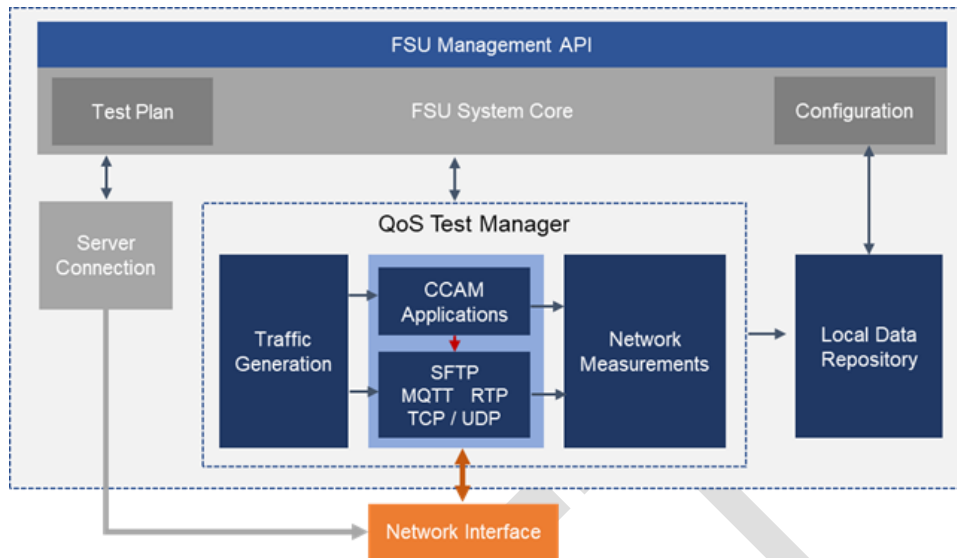 FSU Management API
Test Plan
FSU System Core
Configuration
QoS Test Manager
Server
Connection
Traffic
Generation
CCAM
Applications
SFTP
MQTT RTP
TCP / UDP
Network
Measurements
Local Data
Repository
Network Interface